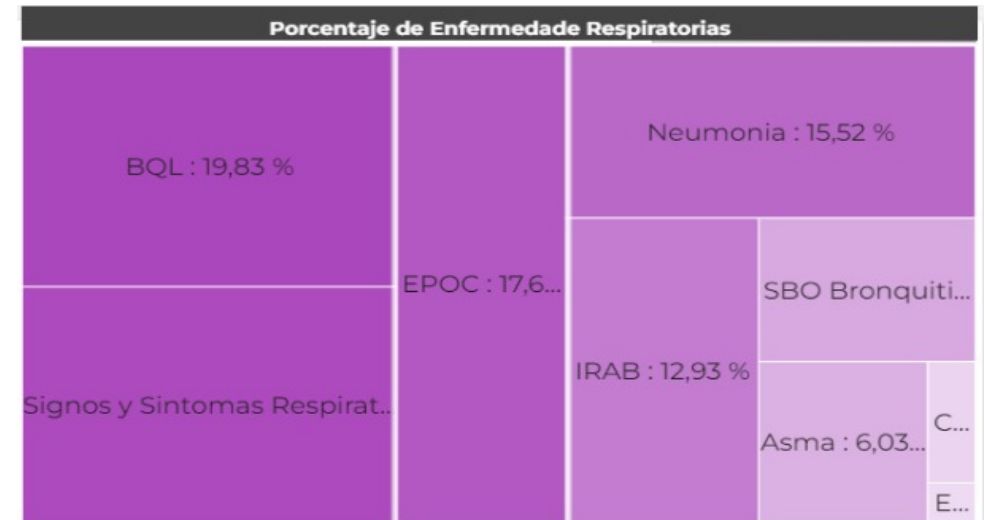 Porcentaje de Enfermedade Respiratorias
BQL : 19,83 %
Signos y Sintomas Respirat...
EPOC : 17,6...
Neumonia : 15,52 %
IRAB : 12,93 %
SBO Bronquiti...
Asma : 6,03...
C...
E...